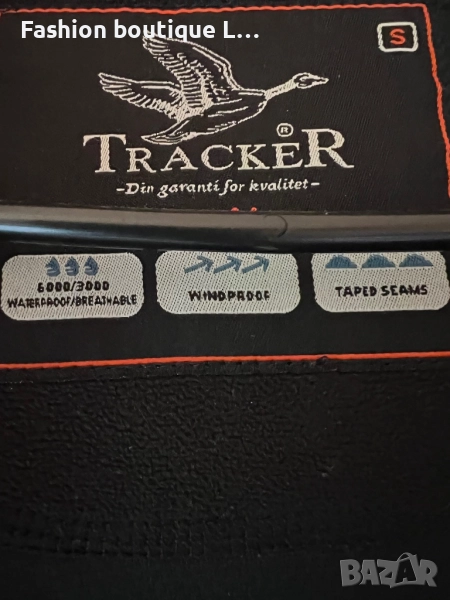 Fashion boutique L...
S
TRACKER®
-Din garanti for kvalitet-
6000/3000
WATERPROOF/BREATHABLE
WINDPROOF
TAPED SEAMS
BAZAR